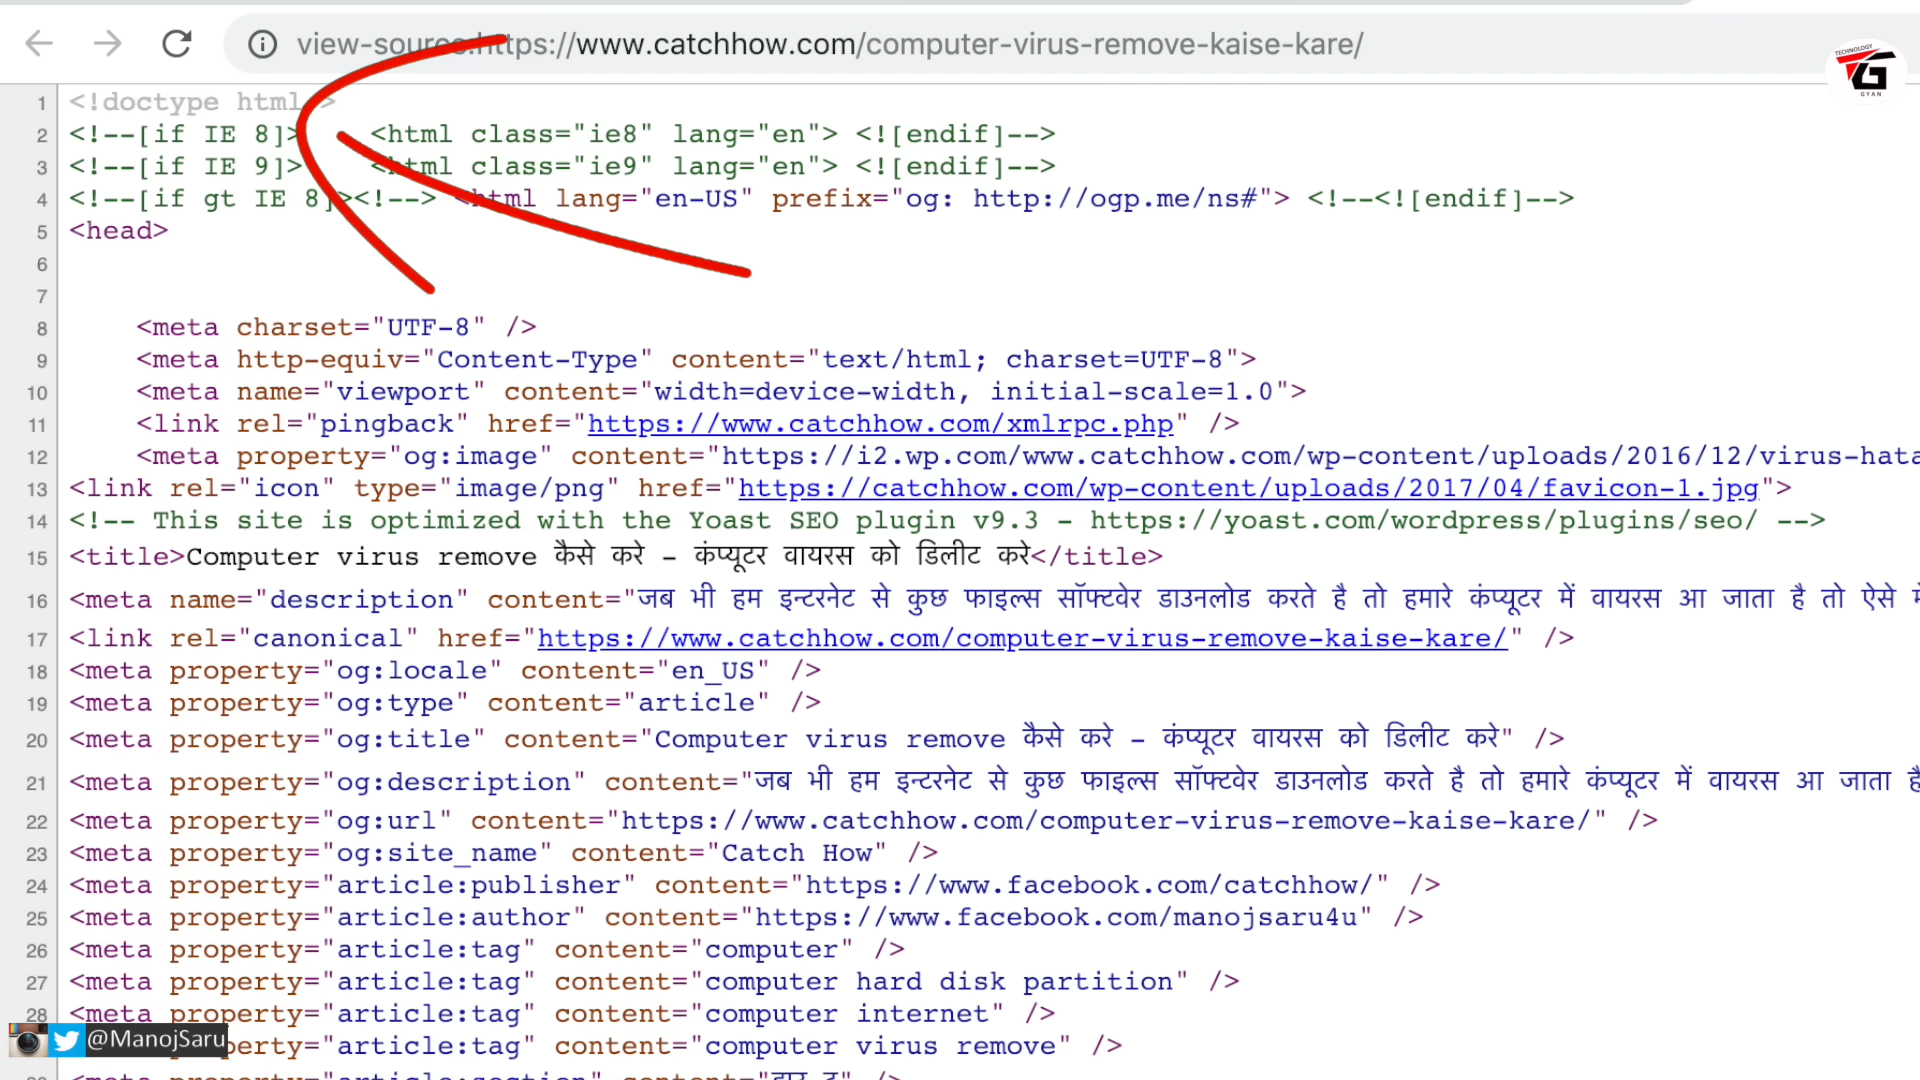 view-source:https://www.catchhow.com/computer-virus-remove-kaise-kare/
TECHNOLOGY
TG
GYAN
1 <!doctype html >
2 <!--[if IE 8]> <html class="ie8" lang="en"> <![endif]-->
3 <!--[if IE 9]> <html class="ie9" lang="en"> <![endif]-->
4 <!--[if gt IE 8]><!--> <html lang="en-US" prefix="og: http://ogp.me/ns#"> <!--<![endif]-->
5 <head>
6
7
8 <meta charset="UTF-8" />
9 <meta http-equiv="Content-Type" content="text/html; charset=UTF-8">
10 <meta name="viewport" content="width=device-width, initial-scale=1.0">
11 <link rel="pingback" href="https://www.catchhow.com/xmlrpc.php" />
12 <meta property="og:image" content="https://i2.wp.com/www.catchhow.com/wp-content/uploads/2016/12/virus-hata
13 <link rel="icon" type="image/png" href="https://catchhow.com/wp-content/uploads/2017/04/favicon-1.jpg">
14 <!-- This site is optimized with the Yoast SEO plugin v9.3 - https://yoast.com/wordpress/plugins/seo/ -->
15 <title>Computer virus remove कैसे करे – कंप्यूटर वायरस को डिलीट करे</title>
16 <meta name="description" content="जब भी हम इन्टरनेट से कुछ फाइल्स सॉफ्टवेर डाउनलोड करते है तो हमारे कंप्यूटर में वायरस आ जाता है तो ऐसे
17 <link rel="canonical" href="https://www.catchhow.com/computer-virus-remove-kaise-kare/" />
18 <meta property="og:locale" content="en_US" />
19 <meta property="og:type" content="article" />
20 <meta property="og:title" content="Computer virus remove कैसे करे – कंप्यूटर वायरस को डिलीट करे" />
21 <meta property="og:description" content="जब भी हम इन्टरनेट से कुछ फाइल्स सॉफ्टवेर डाउनलोड करते है तो हमारे कंप्यूटर में वायरस आ जाता है
22 <meta property="og:url" content="https://www.catchhow.com/computer-virus-remove-kaise-kare/" />
23 <meta property="og:site_name" content="Catch How" />
24 <meta property="article:publisher" content="https://www.facebook.com/catchhow/" />
25 <meta property="article:author" content="https://www.facebook.com/manojsaru4u" />
26 <meta property="article:tag" content="computer" />
27 <meta property="article:tag" content="computer hard disk partition" />
28 <meta property="article:tag" content="computer internet" />
@ManojSaru
perty="article:tag" content="computer virus remove" />